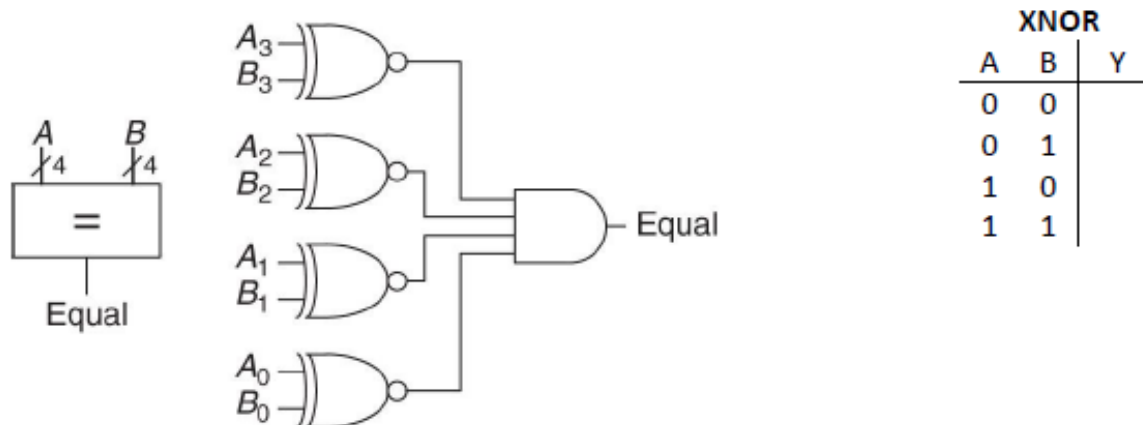 A B
4 4
=
Equal
A₃
B₃
A₂
B₂
A₁
B₁
A₀
B₀
Equal
XNOR
A B Y
0 0
0 1
1 0
1 1